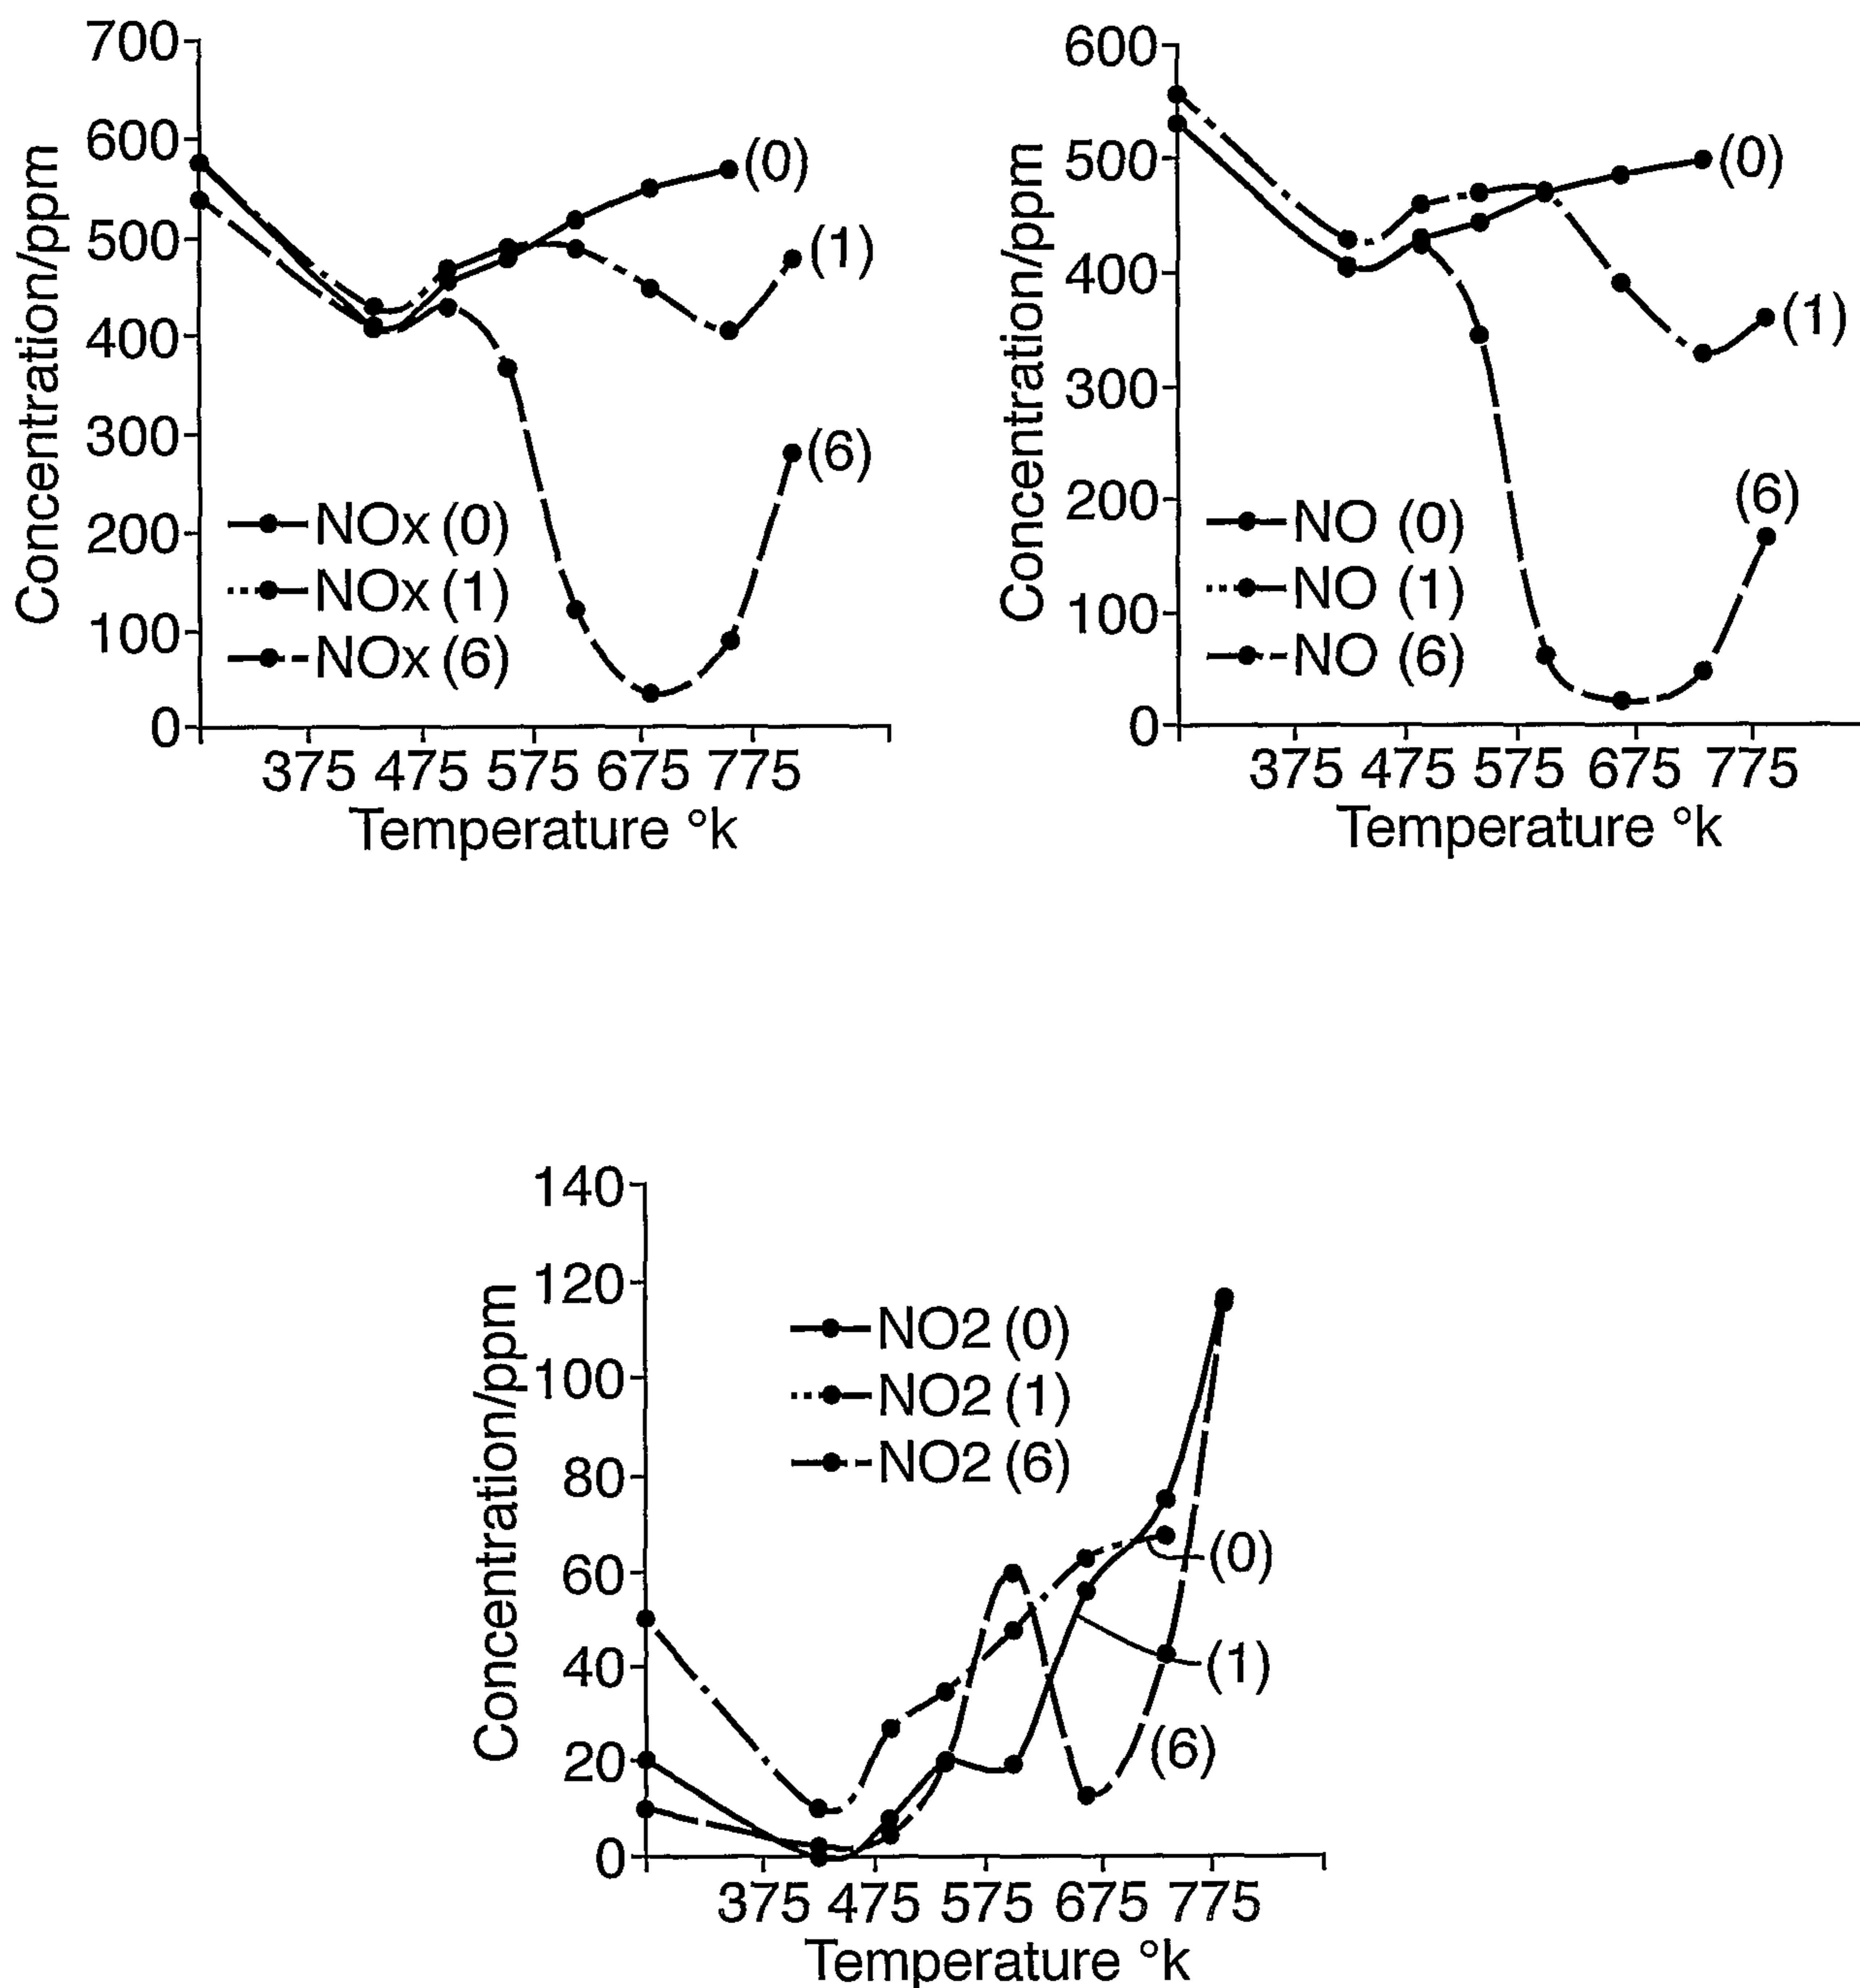 Concentration/ppm
700
600
500
400
300
200
100
0
(0)
(1)
(6)
NOx (0)
NOx (1)
NOx (6)
375 475 575 675 775
Temperature °k
Concentration/ppm
600
500
400
300
200
100
0
(0)
(1)
(6)
NO (0)
NO (1)
NO (6)
375 475 575 675 775
Temperature °k
Concentration/ppm
140
120
100
80
60
40
20
0
NO2 (0)
NO2 (1)
NO2 (6)
(0)
(1)
(6)
375 475 575 675 775
Temperature °k